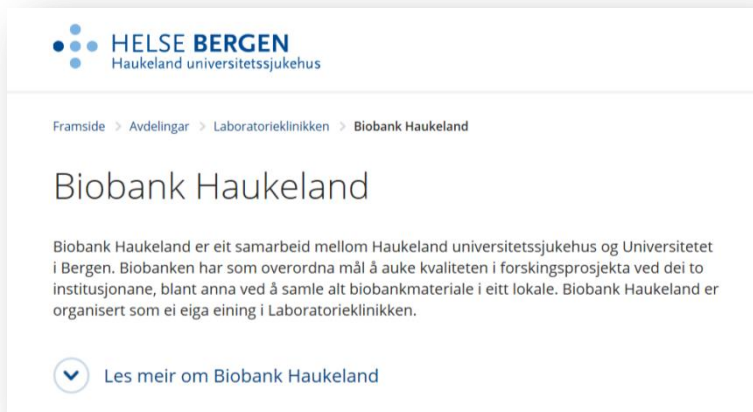 HELSE BERGEN
Haukeland universitetssjukehus
Framside > Avdelingar > Laboratorieklinikken > Biobank Haukeland
Biobank Haukeland
Biobank Haukeland er eit samarbeid mellom Haukeland universitetssjukehus og Universitetet
i Bergen. Biobanken har som overordna mål å auke kvaliteten i forskingsprosjekta ved dei to
institusjonane, blant anna ved å samle alt biobankmateriale i eitt lokale. Biobank Haukeland er
organisert som ei eiga eining i Laboratorieklinikken.
Les meir om Biobank Haukeland